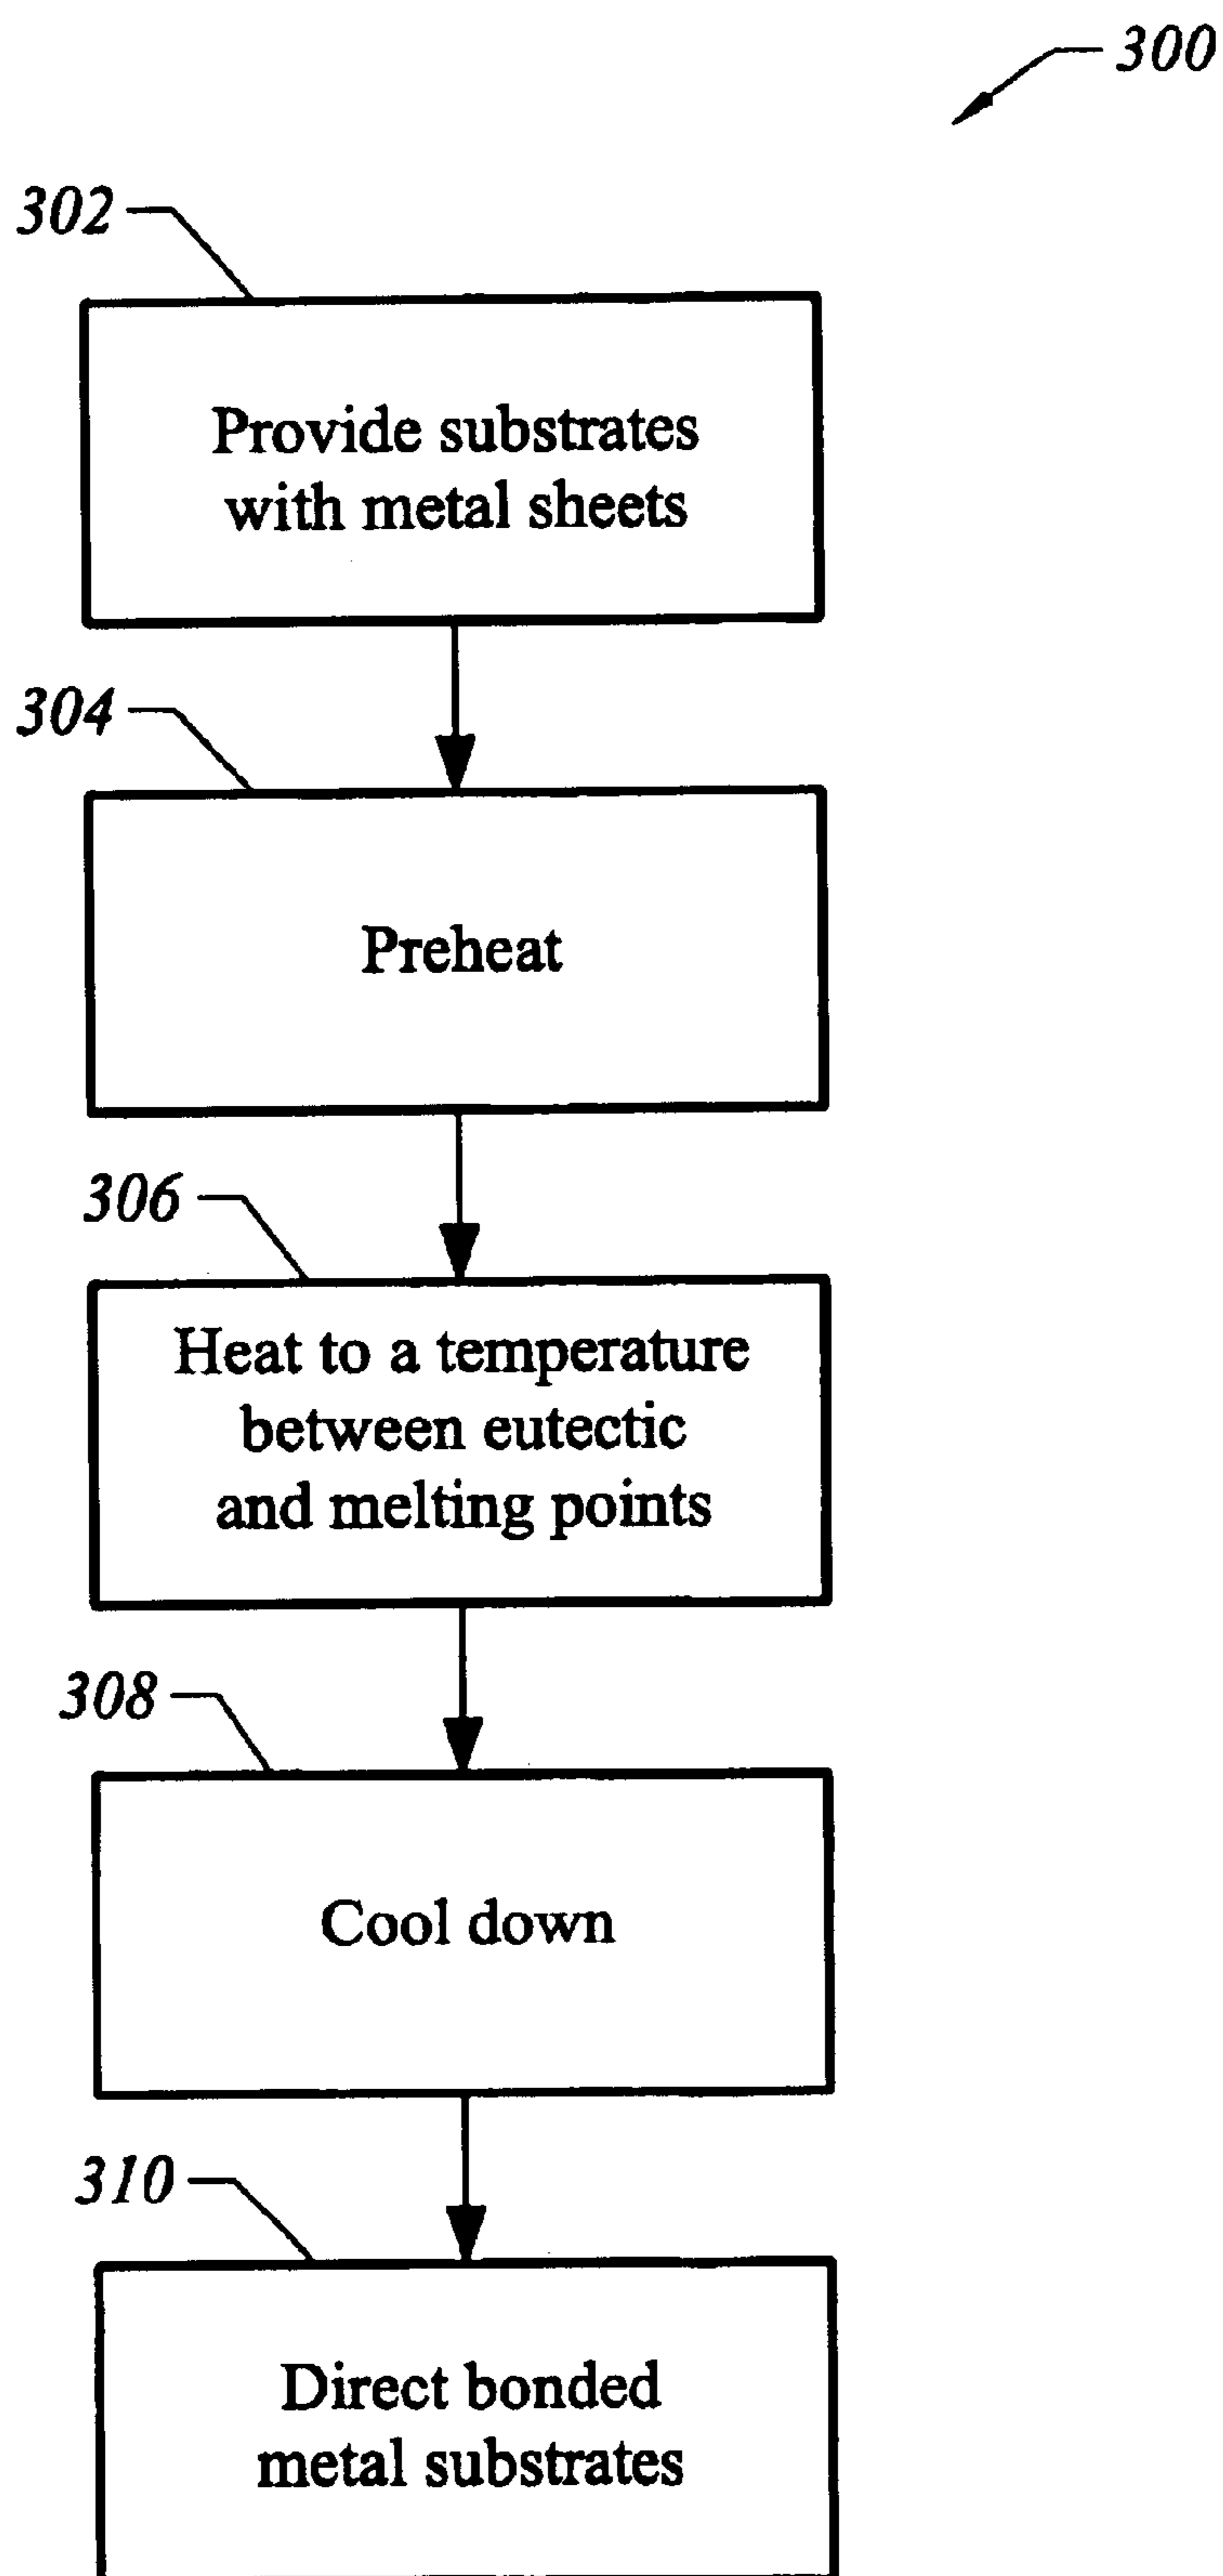 300
302
Provide substrates
with metal sheets
304
Preheat
306
Heat to a temperature
between eutectic
and melting points
308
Cool down
310
Direct bonded
metal substrates